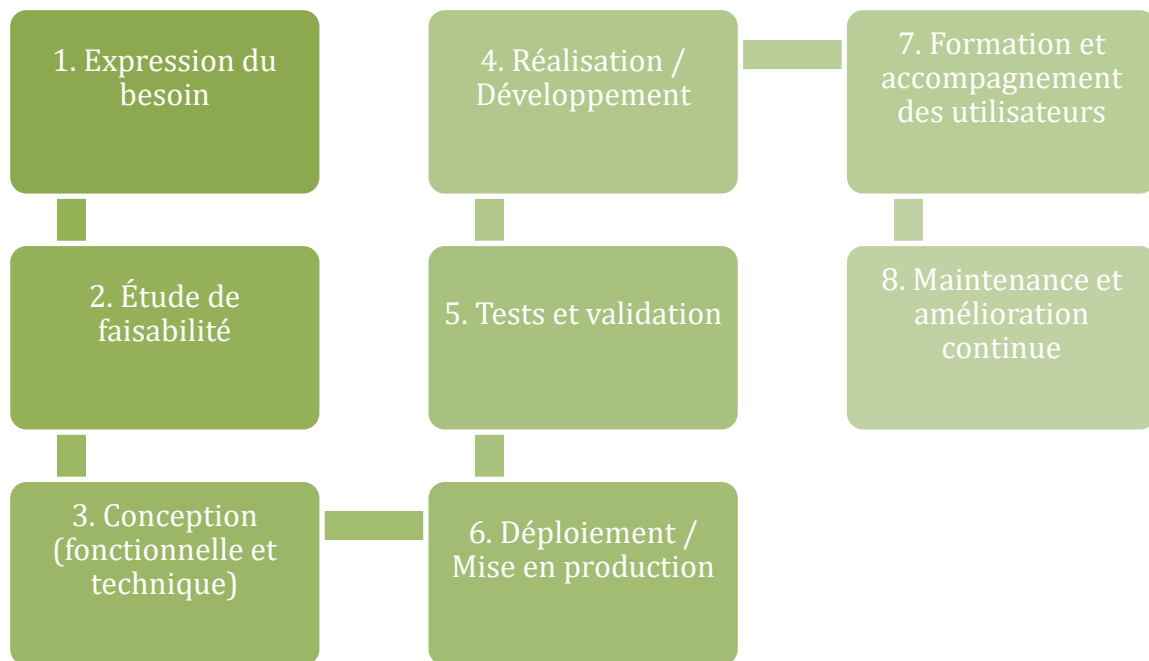 1. Expression du
besoin
2. Étude de
faisabilité
3. Conception
(fonctionnelle et
technique)
4. Réalisation /
Développement
5. Tests et validation
6. Déploiement /
Mise en production
7. Formation et
accompagnement
des utilisateurs
8. Maintenance et
amélioration
continue